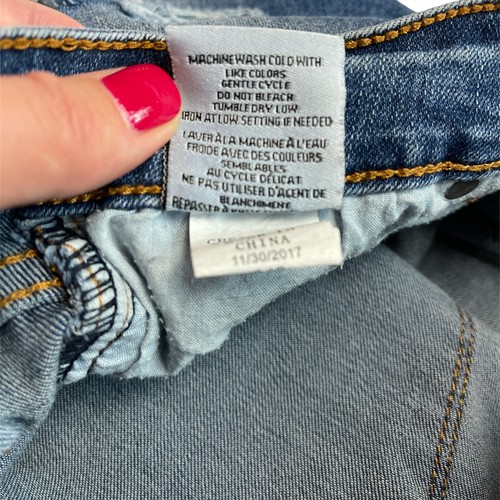 MACHINE WASH COLD WITH
LIKE COLORS
GENTLE CYCLE
DO NOT BLEACH
TUMBLE DRY LOW
IRON AT LOW SETTING IF NEEDED
LAVER À LA MACHINE À L'EAU
FROIDE AVEC DES COULEURS
SEMBLABLES
AU CYCLE DÉLICAT
NE PAS UTILISER D'ACENT DE
BLANCHIMENT
CHINA
11/30/2017